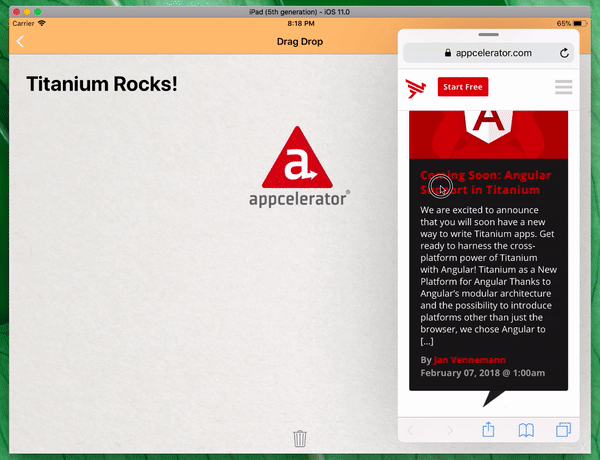 iPad (5th generation) - iOS 11.0
Carrier
8:18 PM
65%
Drag Drop
Titanium Rocks!
a
appcelerator®
appcelerator.com
Start Free
A
Coming Soon: Angular
Support in Titanium
We are excited to announce
that you will soon have a new
way to write Titanium apps. Get
ready to harness the cross-
platform power of Titanium
with Angular! Titanium as a New
Platform for Angular Thanks to
Angular's modular architecture
and the possibility to introduce
platforms other than just the
browser, we chose Angular to
[...]
By Jan Vennemann
February 07, 2018 @ 1:00am